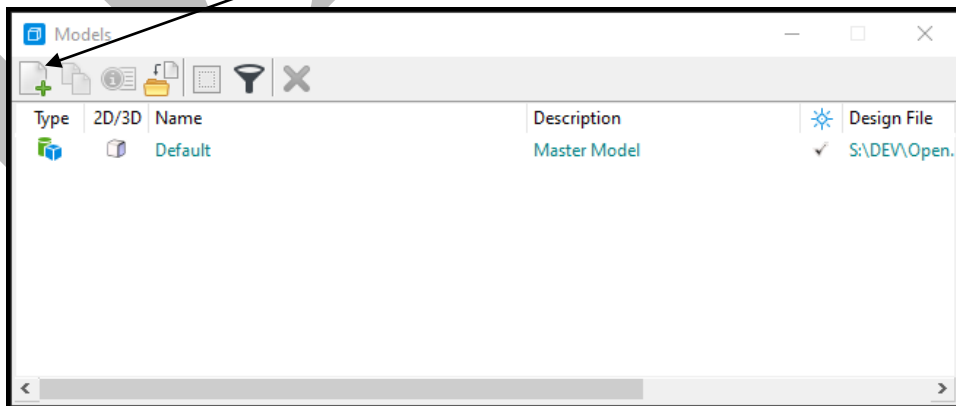 Models
Type 2D/3D Name Description Design File
Default Master Model S:\DEV\Open.